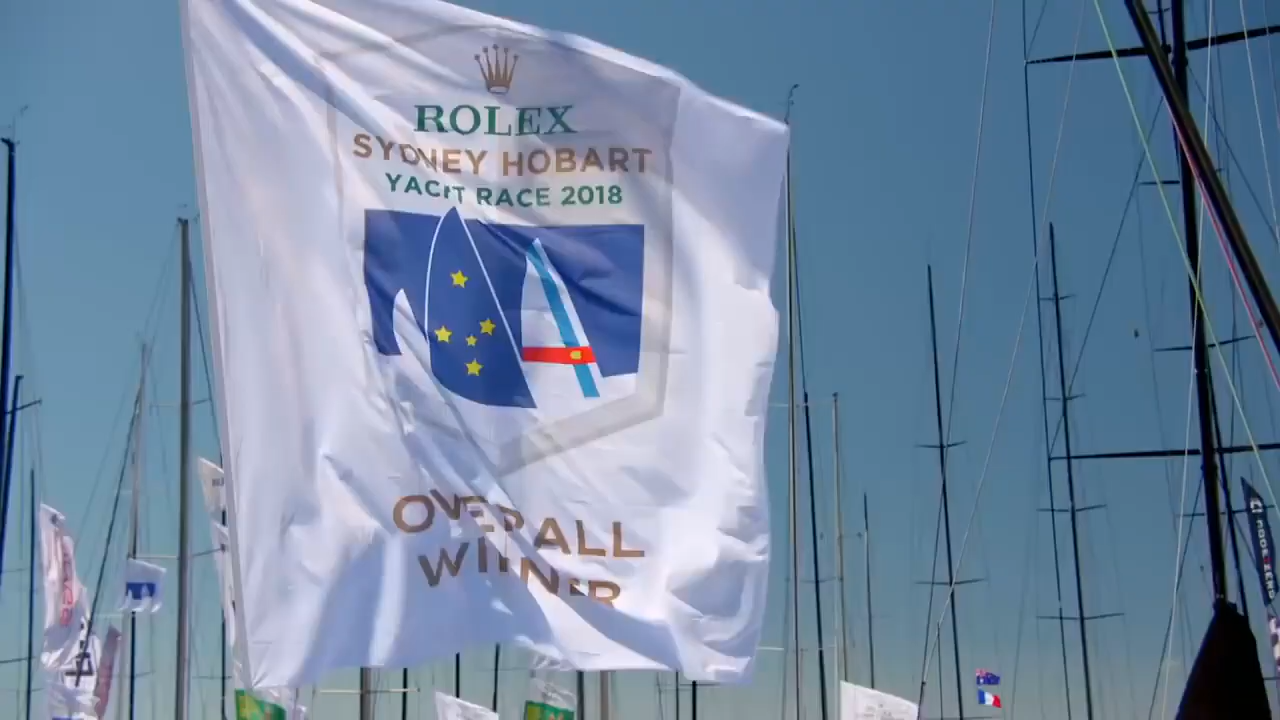 ROLEX
SYDNEY HOBART
YACHT RACE 2018
OVERALL
WINNER